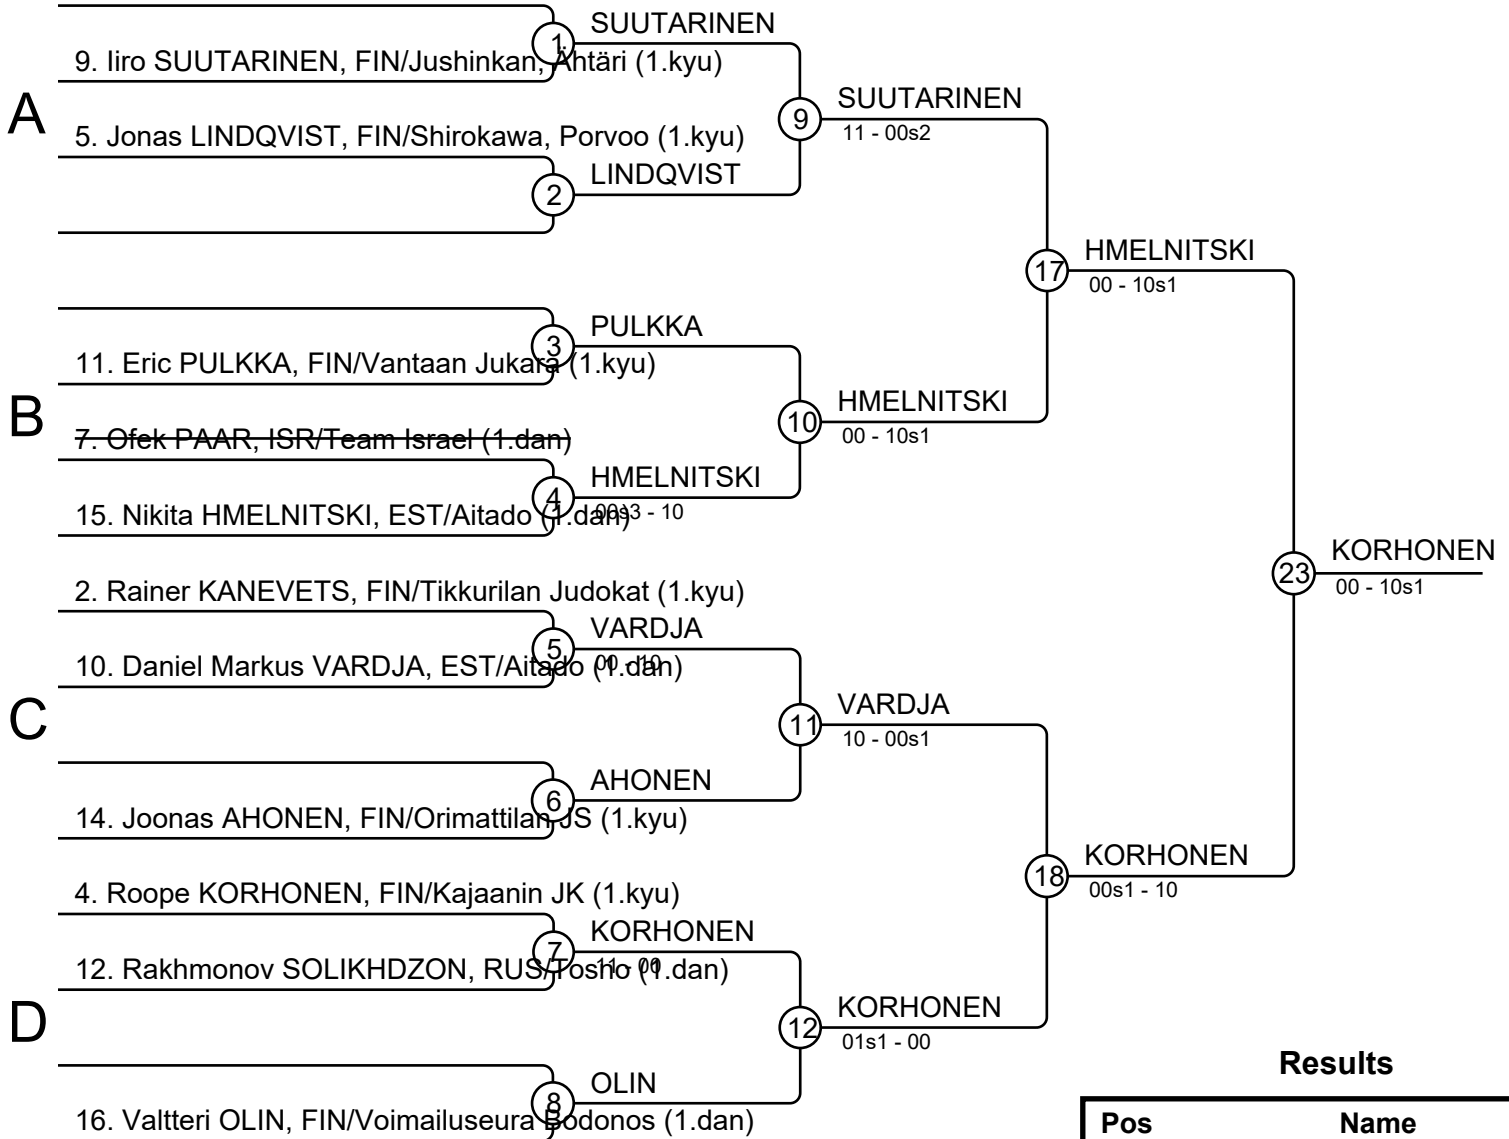 SUUTARINEN
1
9. Iiro SUUTARINEN, FIN/Jushinkan, Ähtäri (1.kyu)
SUUTARINEN
11 - 00s2
9
A
5. Jonas LINDQVIST, FIN/Shirokawa, Porvoo (1.kyu)
LINDQVIST
2
HMELNITSKI
00 - 10s1
17
PULKKA
3
11. Eric PULKKA, FIN/Vantaan Jukara (1.kyu)
HMELNITSKI
00 - 10s1
10
B
7. Ofek PAAR, ISR/Team Israel (1.dan)
HMELNITSKI
00s3 - 10
4
15. Nikita HMELNITSKI, EST/Aitado (1.dan)
KORHONEN
00 - 10s1
23
2. Rainer KANEVETS, FIN/Tikkurilan Judokat (1.kyu)
VARDJA
00 - 10
5
10. Daniel Markus VARDJA, EST/Aitado (1.dan)
VARDJA
10 - 00s1
11
C
AHONEN
6
14. Joonas AHONEN, FIN/Orimattilan JS (1.kyu)
KORHONEN
00s1 - 10
18
4. Roope KORHONEN, FIN/Kajaanin JK (1.kyu)
KORHONEN
11 - 00
7
12. Rakhmonov SOLIKHDZON, RUS/Tosho (1.dan)
KORHONEN
01s1 - 00
12
D
OLIN
8
16. Valtteri OLIN, FIN/Voimailuseura Bodonos (1.dan)
Results
Pos Name